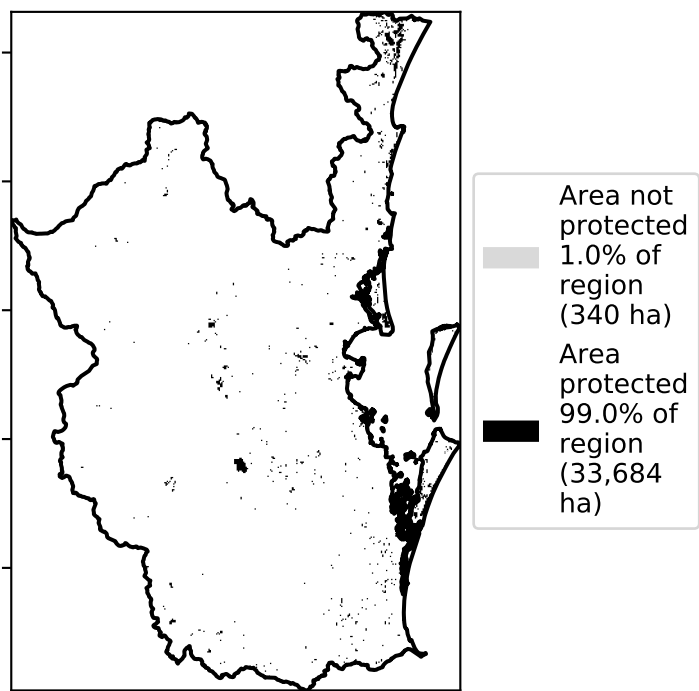 Area not
protected
1.0% of
region
(340 ha)
Area
protected
99.0% of
region
(33,684
ha)